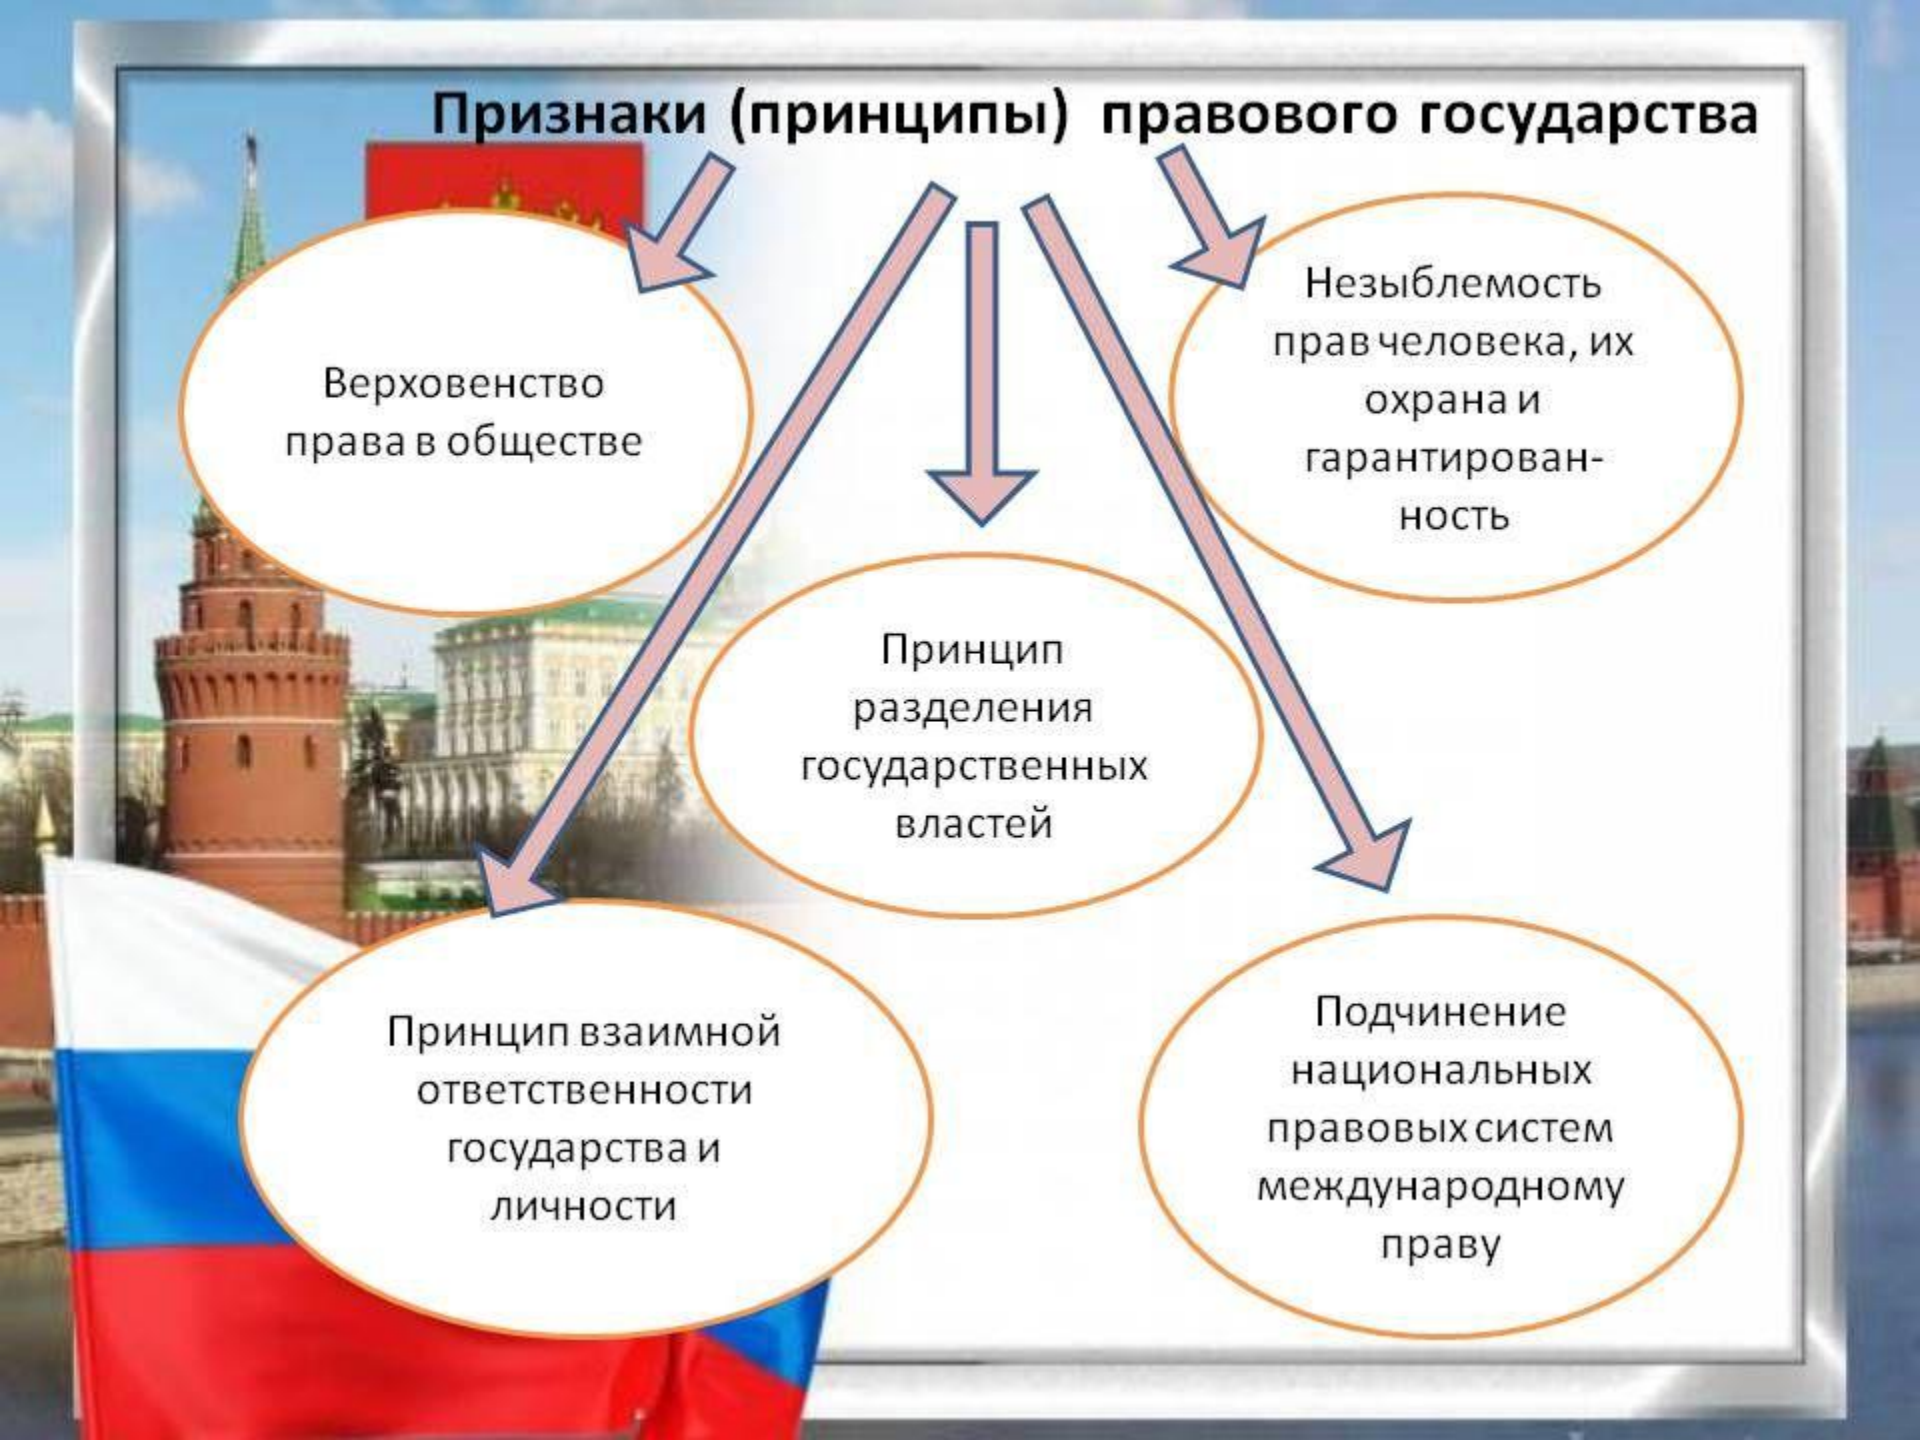 Признаки (принципы) правового государства
Верховенство
права в обществе
Незыблемость
прав человека, их
охрана и
гарантирован-
ность
Принцип
разделения
государственных
властей
Принцип взаимной
ответственности
государства и
личности
Подчинение
национальных
правовых систем
международному
праву